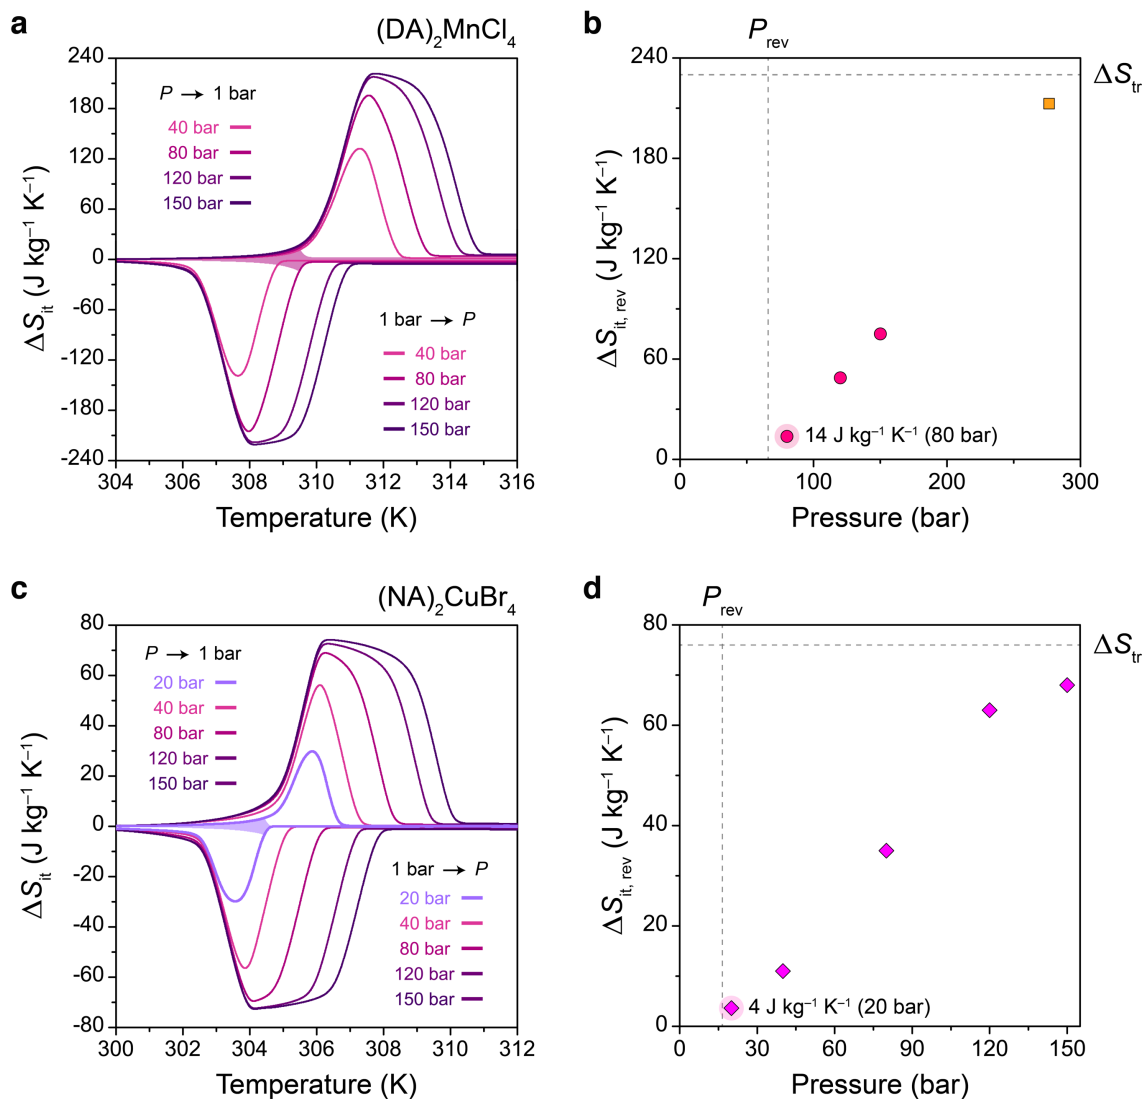 a
(DA)₂MnCl₄
240
180
120
60
0
-60
-120
-180
-240
ΔSit (J kg⁻¹ K⁻¹)
P → 1 bar
40 bar
80 bar
120 bar
150 bar
1 bar → P
40 bar
80 bar
120 bar
150 bar
304 306 308 310 312 314 316
Temperature (K)
b
Prev
240
180
120
60
0
ΔSit, rev (J kg⁻¹ K⁻¹)
ΔStr
14 J kg⁻¹ K⁻¹ (80 bar)
0 100 200 300
Pressure (bar)
c
(NA)₂CuBr₄
80
60
40
20
0
-20
-40
-60
-80
ΔSit (J kg⁻¹ K⁻¹)
P → 1 bar
20 bar
40 bar
80 bar
120 bar
150 bar
1 bar → P
20 bar
40 bar
80 bar
120 bar
150 bar
300 302 304 306 308 310 312
Temperature (K)
d
Prev
80
60
40
20
0
ΔSit, rev (J kg⁻¹ K⁻¹)
ΔStr
4 J kg⁻¹ K⁻¹ (20 bar)
0 30 60 90 120 150
Pressure (bar)